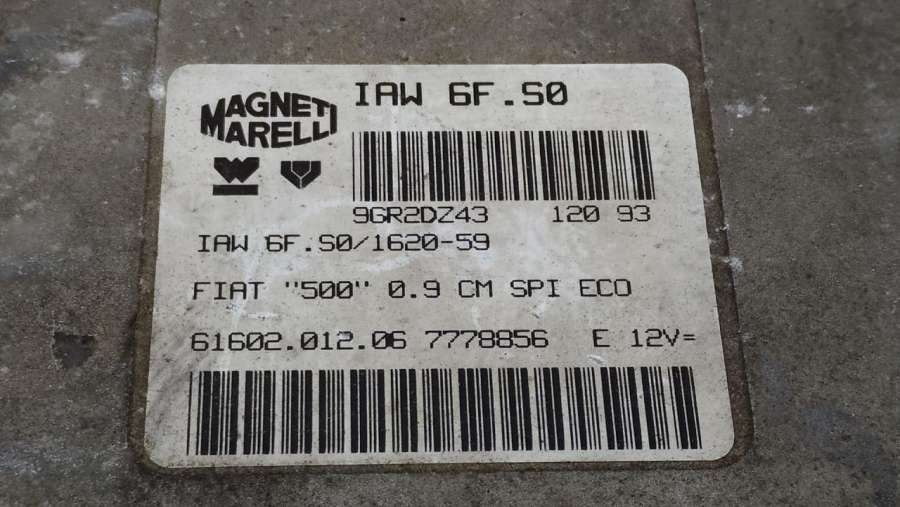 MAGNETI
MARELLI
IAW 6F.S0
9GR2DZ43 120 93
IAW 6F.S0/1620-59
FIAT "500" 0.9 CM SPI ECO
61602.012.06 7778856 E 12V=